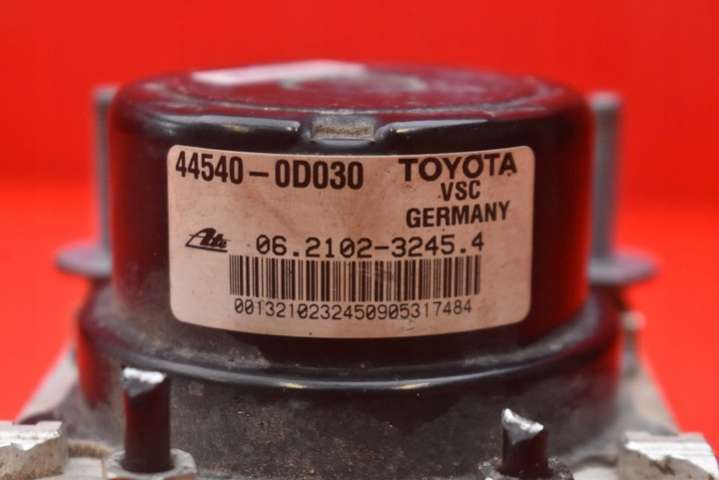 44540-0D030 TOYOTA
VSC
GERMANY
Ate 06.2102-3245.4
0013210232450905317484